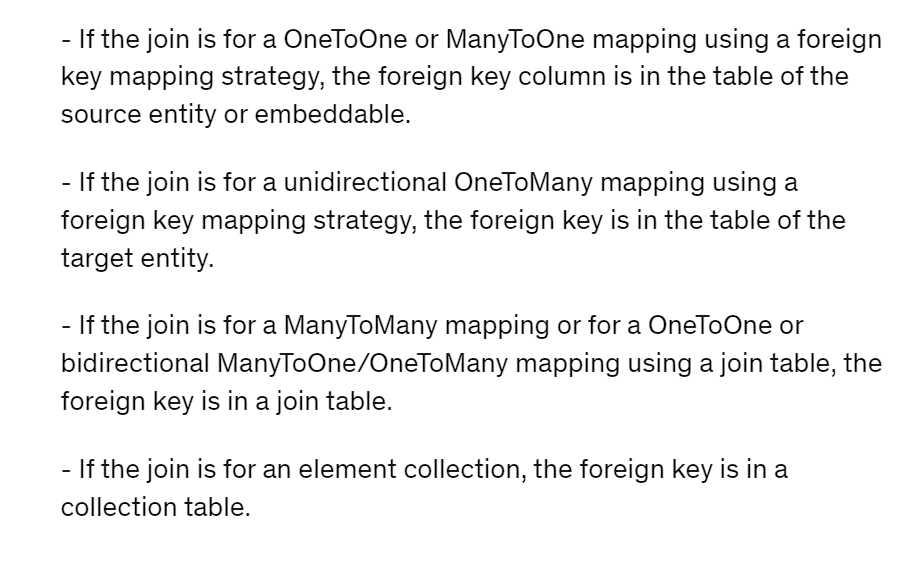 - If the join is for a OneToOne or ManyToOne mapping using a foreign
key mapping strategy, the foreign key column is in the table of the
source entity or embeddable.
- If the join is for a unidirectional OneToMany mapping using a
foreign key mapping strategy, the foreign key is in the table of the
target entity.
- If the join is for a ManyToMany mapping or for a OneToOne or
bidirectional ManyToOne/OneToMany mapping using a join table, the
foreign key is in a join table.
- If the join is for an element collection, the foreign key is in a
collection table.